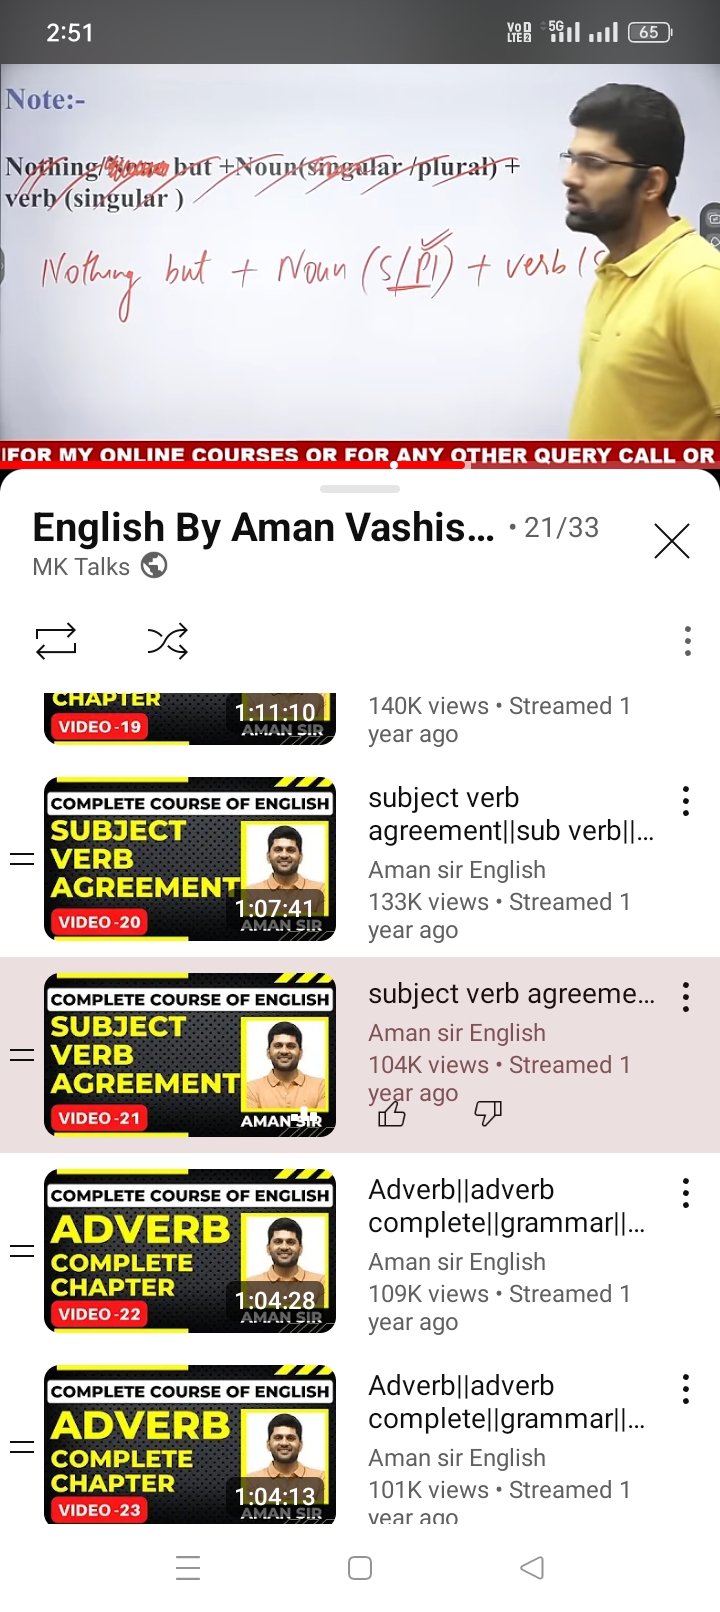 2:51
VoD
LTE2
5G
65
Note:-
Nothing/ but +Noun(singular /plural) +
verb (singular )
Nothing but + Noun (S/Pl) + verb (S
IFOR MY ONLINE COURSES OR FOR ANY OTHER QUERY CALL OR
English By Aman Vashis... • 21/33
MK Talks
CHAPTER
VIDEO-19
1:11:10
AMAN SIR
140K views • Streamed 1
year ago
COMPLETE COURSE OF ENGLISH
SUBJECT
VERB
AGREEMENT
VIDEO-20
1:07:41
AMAN SIR
subject verb
agreement||sub verb||...
Aman sir English
133K views • Streamed 1
year ago
COMPLETE COURSE OF ENGLISH
SUBJECT
VERB
AGREEMENT
VIDEO-21
AMAN SIR
subject verb agreeme...
Aman sir English
104K views • Streamed 1
year ago
COMPLETE COURSE OF ENGLISH
ADVERB
COMPLETE
CHAPTER
VIDEO-22
1:04:28
AMAN SIR
Adverb||adverb
complete||grammar||...
Aman sir English
109K views • Streamed 1
year ago
COMPLETE COURSE OF ENGLISH
ADVERB
COMPLETE
CHAPTER
VIDEO-23
1:04:13
AMAN SIR
Adverb||adverb
complete||grammar||...
Aman sir English
101K views • Streamed 1
year ago